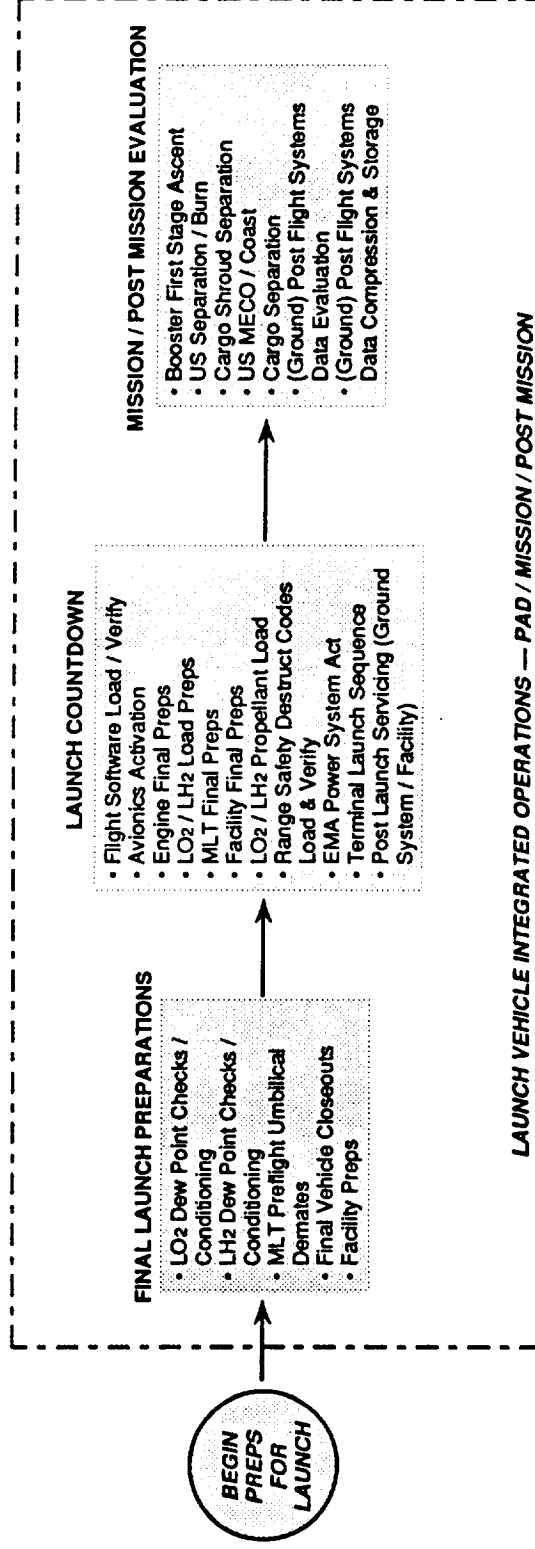 BEGIN
PREPS
FOR
LAUNCH
FINAL LAUNCH PREPARATIONS
• LO2 Dew Point Checks /
Conditioning
• LH2 Dew Point Checks /
Conditioning
• MLT Preflight Umbilical
Demates
• Final Vehicle Closeouts
• Facility Preps
LAUNCH COUNTDOWN
• Flight Software Load / Verify
• Avionics Activation
• Engine Final Preps
• LO2 / LH2 Load Preps
• MLT Final Preps
• Facility Final Preps
• LO2 / LH2 Propellant Load
• Range Safety Destruct Codes
Load & Verify
• EMA Power System Act
• Terminal Launch Sequence
• Post Launch Servicing (Ground
System / Facility)
MISSION / POST MISSION EVALUATION
• Booster First Stage Ascent
• US Separation / Burn
• Cargo Shroud Separation
• US MECO / Coast
• Cargo Separation
• (Ground) Post Flight Systems
Data Evaluation
• (Ground) Post Flight Systems
Data Compression & Storage
LAUNCH VEHICLE INTEGRATED OPERATIONS — PAD / MISSION / POST MISSION